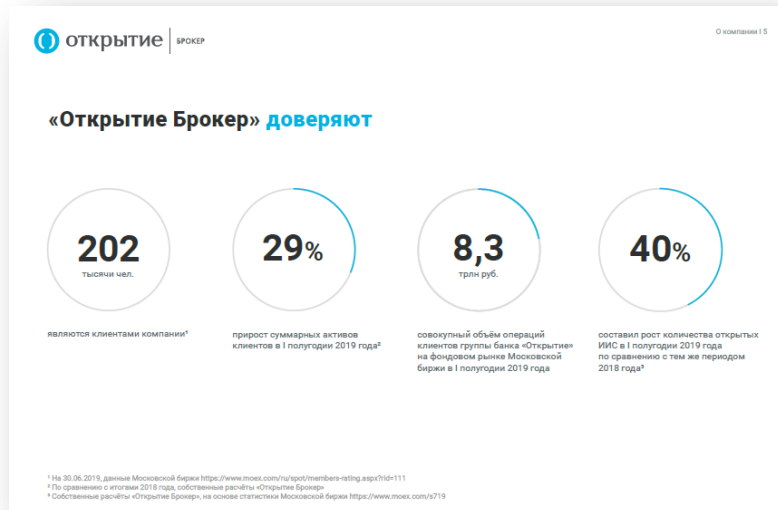 открытие БРОКЕР
О компании I 5
«Открытие Брокер» доверяют
202
тысячи чел.
являются клиентами компании¹
29%
прирост суммарных активов
клиентов в I полугодии 2019 года²
8,3
трлн руб.
совокупный объём операций
клиентов группы банка «Открытие»
на фондовом рынке Московской
биржи в I полугодии 2019 года
40%
составил рост количества открытых
ИИС в I полугодии 2019 года
по сравнению с тем же периодом
2018 года³
¹ На 30.06.2019, данные Московской биржи https://www.moex.com/ru/spot/members-rating.aspx?rid=111
² По сравнению с итогами 2018 года, собственные расчёты «Открытие Брокер»
³ Собственные расчёты «Открытие Брокер», на основе статистики Московской биржи https://www.moex.com/s719